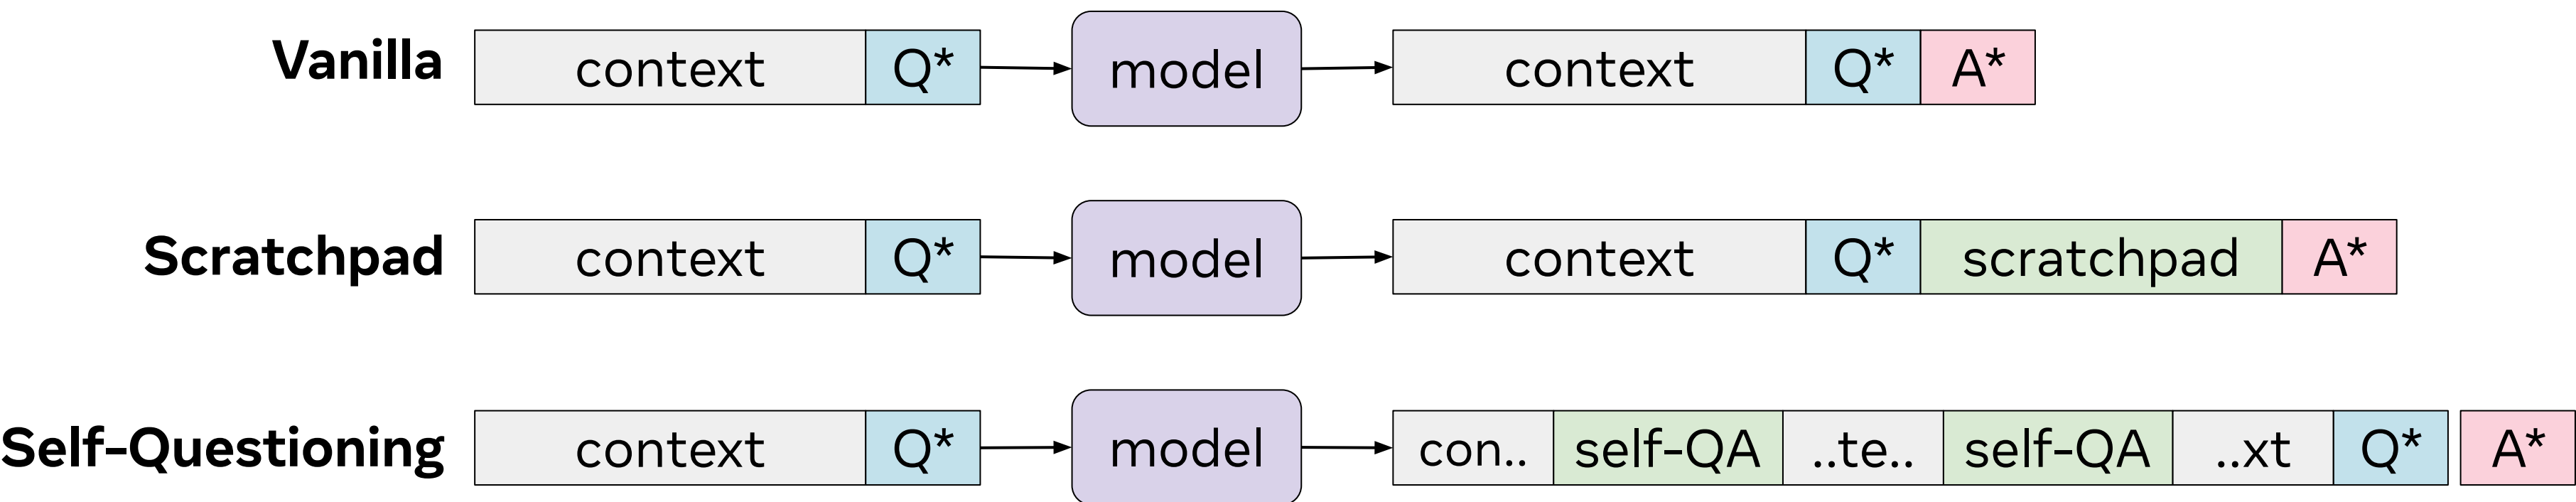 Vanilla context Q* model context Q* A*
Scratchpad context Q* model context Q* scratchpad A*
Self-Questioning context Q* model con.. self-QA ..te.. self-QA ..xt Q* A*